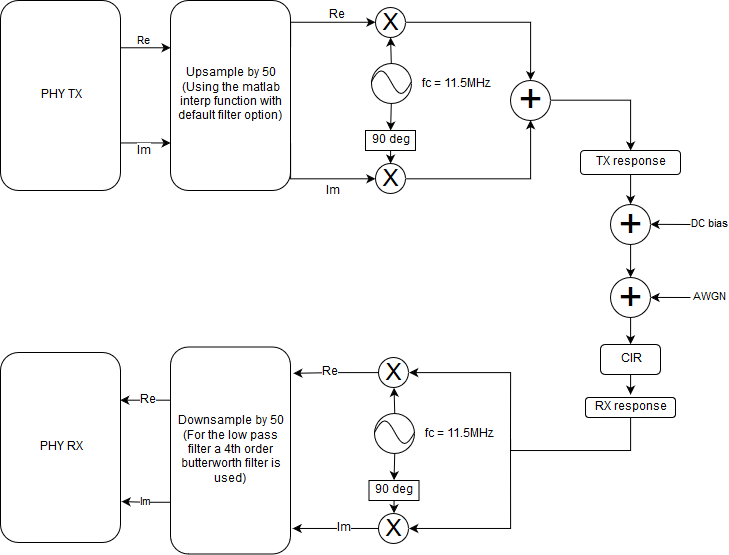 PHY TX
Re
Im
Upsample by 50
(Using the matlab
interp function with
default filter option)
Re
Im
X
fc = 11.5MHz
90 deg
X
+
TX response
+
DC bias
+
AWGN
CIR
RX response
X
fc = 11.5MHz
90 deg
X
Re
Im
Downsample by 50
(For the low pass
filter a 4th order
butterworth filter is
used)
Re
Im
PHY RX